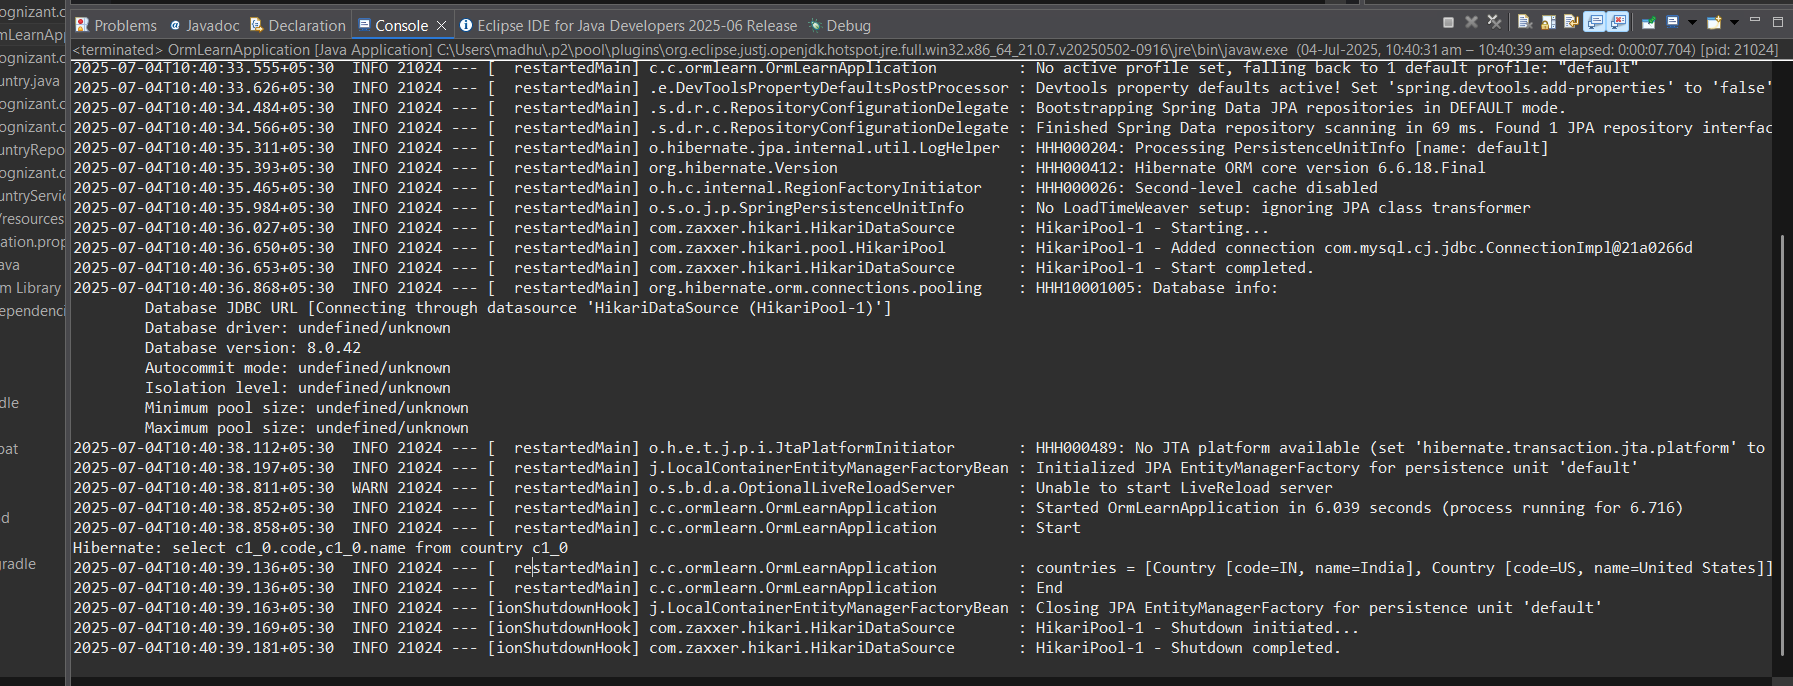 Problems @ Javadoc Declaration Console Eclipse IDE for Java Developers 2025-06 Release Debug
<terminated> OrmLearnApplication [Java Application] C:\Users\madhu\.p2\pool\plugins\org.eclipse.justj.openjdk.hotspot.jre.full.win32.x86_64_21.0.7.v20250502-0916\jre\bin\javaw.exe (04-Jul-2025, 10:40:31 am – 10:40:39 am elapsed: 0:00:07.704) [pid: 21024]
2025-07-04T10:40:33.555+05:30  INFO 21024 --- [  restartedMain] c.c.ormlearn.OrmLearnApplication         : No active profile set, falling back to 1 default profile: "default"
2025-07-04T10:40:33.626+05:30  INFO 21024 --- [  restartedMain] .e.DevToolsPropertyDefaultsPostProcessor : Devtools property defaults active! Set 'spring.devtools.add-properties' to 'false'
2025-07-04T10:40:34.484+05:30  INFO 21024 --- [  restartedMain] .s.d.r.c.RepositoryConfigurationDelegate : Bootstrapping Spring Data JPA repositories in DEFAULT mode.
2025-07-04T10:40:34.566+05:30  INFO 21024 --- [  restartedMain] .s.d.r.c.RepositoryConfigurationDelegate : Finished Spring Data repository scanning in 69 ms. Found 1 JPA repository interfac
2025-07-04T10:40:35.311+05:30  INFO 21024 --- [  restartedMain] o.hibernate.jpa.internal.util.LogHelper  : HHH000204: Processing PersistenceUnitInfo [name: default]
2025-07-04T10:40:35.393+05:30  INFO 21024 --- [  restartedMain] org.hibernate.Version                    : HHH000412: Hibernate ORM core version 6.6.18.Final
2025-07-04T10:40:35.465+05:30  INFO 21024 --- [  restartedMain] o.h.c.internal.RegionFactoryInitiator    : HHH000026: Second-level cache disabled
2025-07-04T10:40:35.984+05:30  INFO 21024 --- [  restartedMain] o.s.o.j.p.SpringPersistenceUnitInfo      : No LoadTimeWeaver setup: ignoring JPA class transformer
2025-07-04T10:40:36.027+05:30  INFO 21024 --- [  restartedMain] com.zaxxer.hikari.HikariDataSource       : HikariPool-1 - Starting...
2025-07-04T10:40:36.650+05:30  INFO 21024 --- [  restartedMain] com.zaxxer.hikari.pool.HikariPool        : HikariPool-1 - Added connection com.mysql.cj.jdbc.ConnectionImpl@21a0266d
2025-07-04T10:40:36.653+05:30  INFO 21024 --- [  restartedMain] com.zaxxer.hikari.HikariDataSource       : HikariPool-1 - Start completed.
2025-07-04T10:40:36.868+05:30  INFO 21024 --- [  restartedMain] org.hibernate.orm.connections.pooling    : HHH10001005: Database info:
Database JDBC URL [Connecting through datasource 'HikariDataSource (HikariPool-1)']
Database driver: undefined/unknown
Database version: 8.0.42
Autocommit mode: undefined/unknown
Isolation level: undefined/unknown
Minimum pool size: undefined/unknown
Maximum pool size: undefined/unknown
2025-07-04T10:40:38.112+05:30  INFO 21024 --- [  restartedMain] o.h.e.t.j.p.i.JtaPlatformInitiator       : HHH000489: No JTA platform available (set 'hibernate.transaction.jta.platform' to
2025-07-04T10:40:38.197+05:30  INFO 21024 --- [  restartedMain] j.LocalContainerEntityManagerFactoryBean : Initialized JPA EntityManagerFactory for persistence unit 'default'
2025-07-04T10:40:38.811+05:30  WARN 21024 --- [  restartedMain] o.s.b.d.a.OptionalLiveReloadServer       : Unable to start LiveReload server
2025-07-04T10:40:38.852+05:30  INFO 21024 --- [  restartedMain] c.c.ormlearn.OrmLearnApplication         : Started OrmLearnApplication in 6.039 seconds (process running for 6.716)
2025-07-04T10:40:38.858+05:30  INFO 21024 --- [  restartedMain] c.c.ormlearn.OrmLearnApplication         : Start
Hibernate: select c1_0.code,c1_0.name from country c1_0
2025-07-04T10:40:39.136+05:30  INFO 21024 --- [  restartedMain] c.c.ormlearn.OrmLearnApplication         : countries = [Country [code=IN, name=India], Country [code=US, name=United States]]
2025-07-04T10:40:39.136+05:30  INFO 21024 --- [  restartedMain] c.c.ormlearn.OrmLearnApplication         : End
2025-07-04T10:40:39.163+05:30  INFO 21024 --- [ionShutdownHook] j.LocalContainerEntityManagerFactoryBean : Closing JPA EntityManagerFactory for persistence unit 'default'
2025-07-04T10:40:39.169+05:30  INFO 21024 --- [ionShutdownHook] com.zaxxer.hikari.HikariDataSource       : HikariPool-1 - Shutdown initiated...
2025-07-04T10:40:39.181+05:30  INFO 21024 --- [ionShutdownHook] com.zaxxer.hikari.HikariDataSource       : HikariPool-1 - Shutdown completed.
ognizant.c
mLearnApp
ognizant.c
untry.java
ognizant.c
ognizant.c
untryRepo
ognizant.c
untryServic
/resources
ation.prop
ava
m Library
ependenci
dle
bat
d
radle